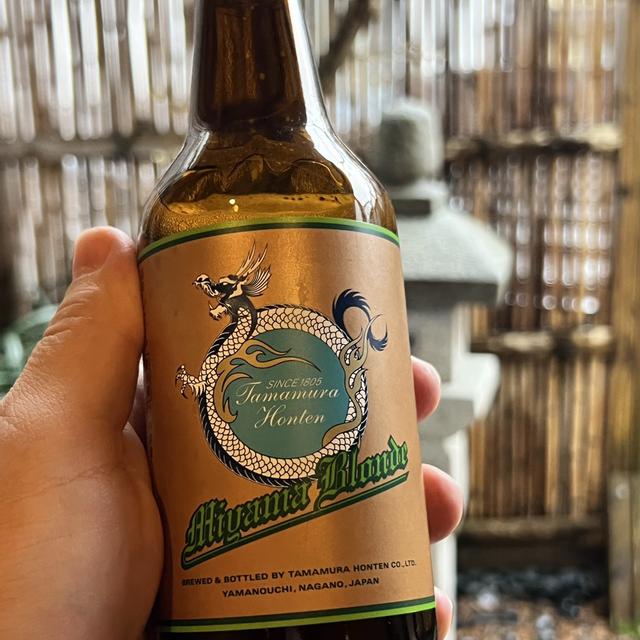 SINCE 1805
Tamamura
Honten
Miyama Blonde
BREWED & BOTTLED BY TAMAMURA HONTEN CO.,LTD.
YAMANOUCHI, NAGANO, JAPAN